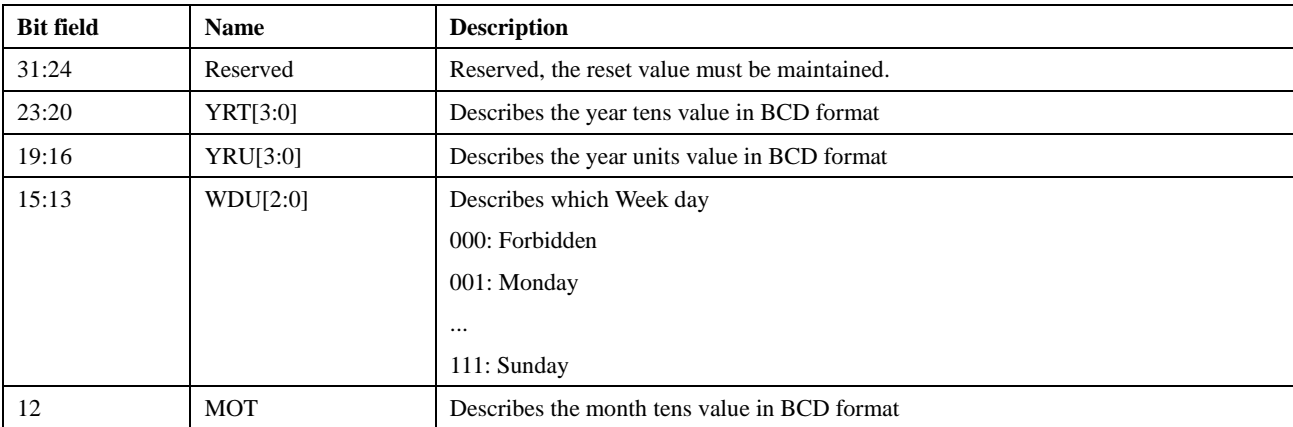 Bit field Name Description
31:24 Reserved Reserved, the reset value must be maintained.
23:20 YRT[3:0] Describes the year tens value in BCD format
19:16 YRU[3:0] Describes the year units value in BCD format
15:13 WDU[2:0] Describes which Week day
000: Forbidden
001: Monday
...
111: Sunday
12 MOT Describes the month tens value in BCD format